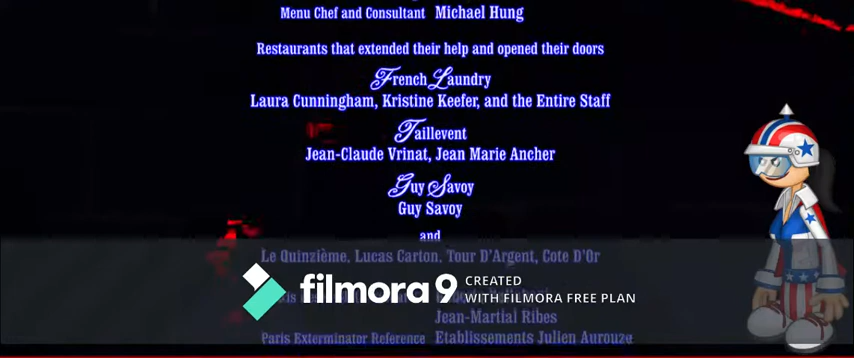 Menu Chef and Consultant Michael Hung
Restaurants that extended their help and opened their doors
French Laundry
Laura Cunningham, Kristine Keefer, and the Entire Staff
Taillevent
Jean-Claude Vrinat, Jean Marie Ancher
Guy Savoy
Guy Savoy
and
Le Quinzième, Lucas Carton, Tour D'Argent, Cote D'Or
filmora9 CREATED
WITH FILMORA FREE PLAN
Jean-Martial Ribes
Paris Exterminator Reference Etablissements Julien Aurouze